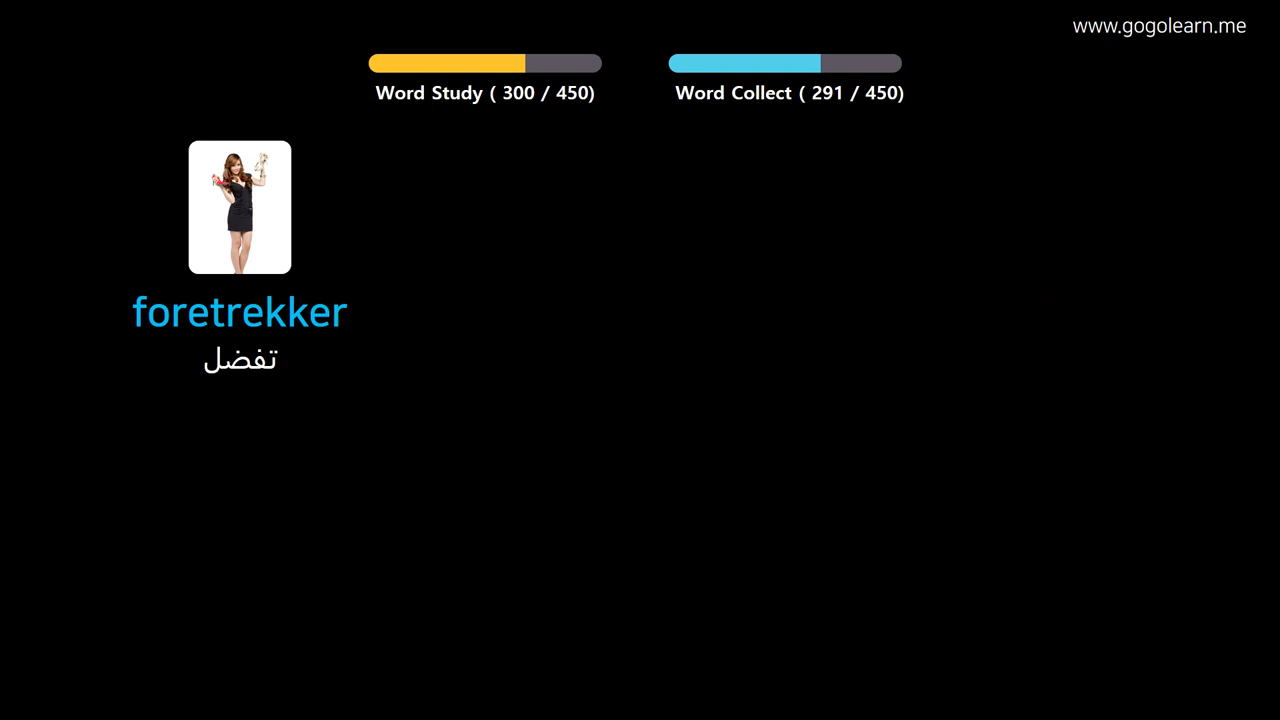 www.gogolearn.me
Word Study ( 300 / 450)
Word Collect ( 291 / 450)
foretrekker
تفضل